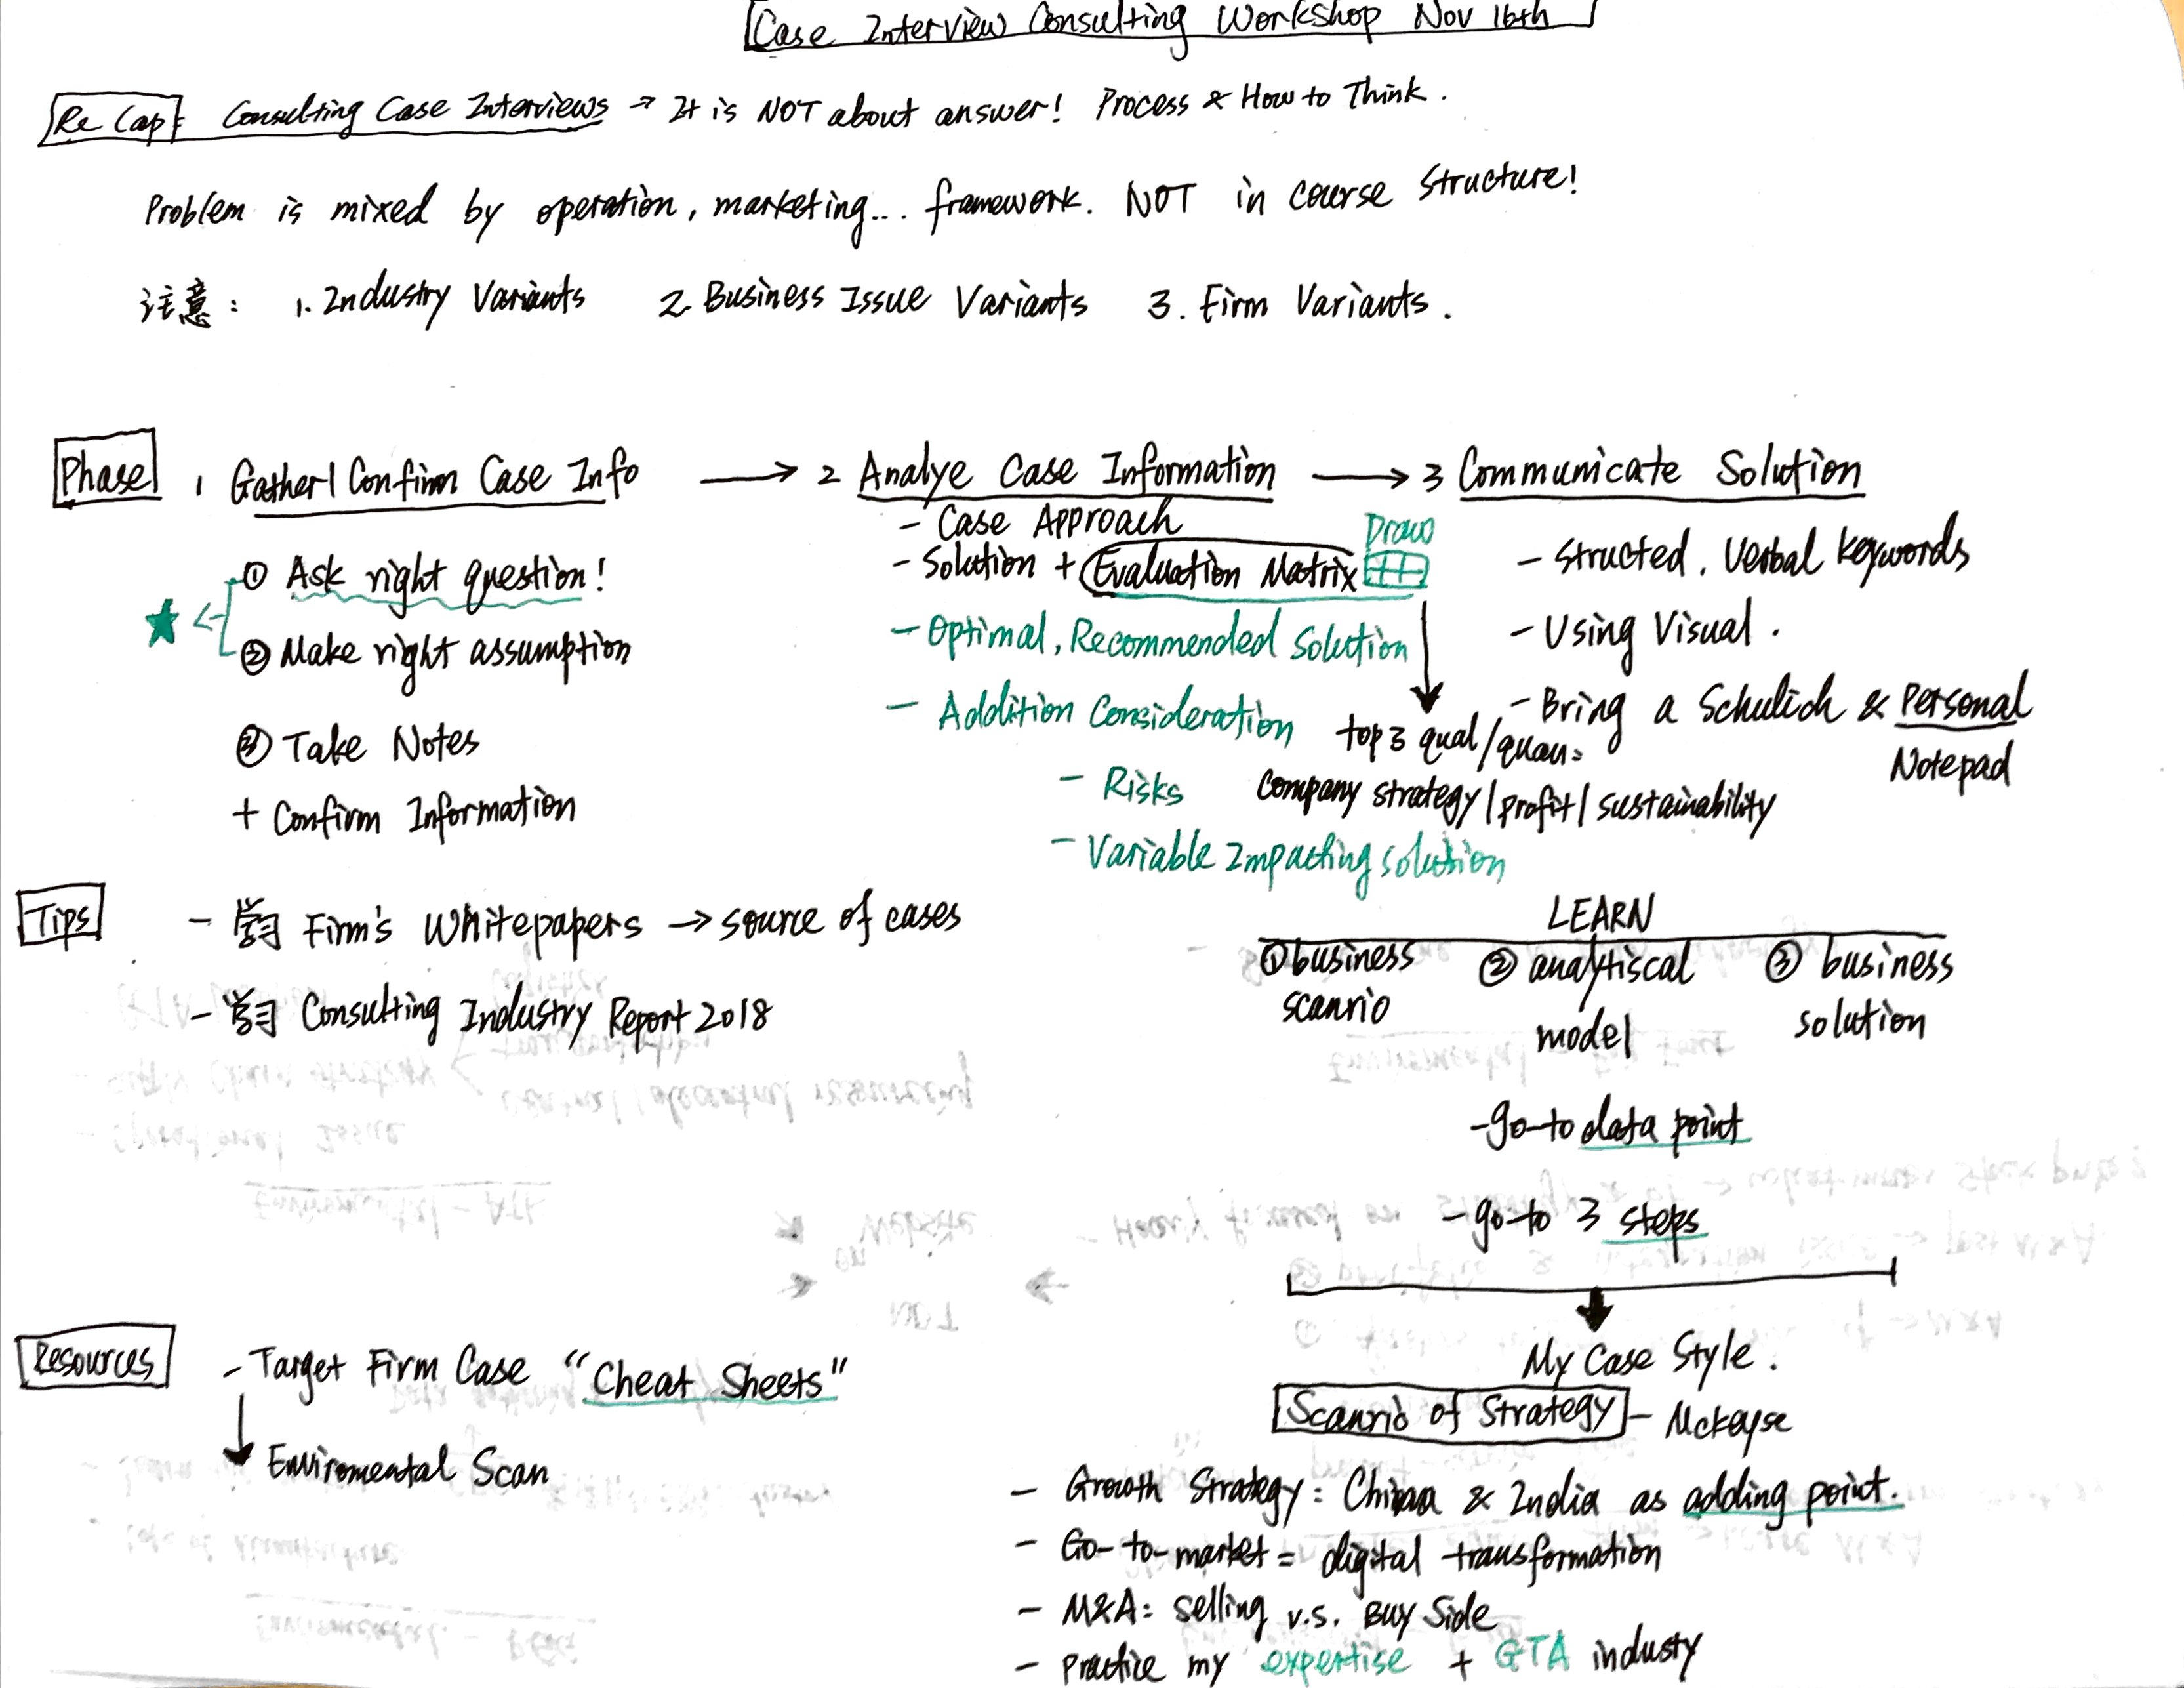 Case Interview Consulting Workshop Nov 16th
Re Cap: Consulting Case Interviews → It is NOT about answer! Process & How to Think.
Problem is mixed by operation, marketing... framework. NOT in course structure!
注意: 1. Industry Variants 2. Business Issue Variants 3. Firm Variants.
Phase 1 Gather/Confirm Case Info → 2 Analye Case Information → 3 Communicate Solution
① Ask right question!
② Make right assumption
③ Take Notes
+ Confirm Information
- Case Approach
- Solution + Evaluation Matrix
Draw
- Optimal, Recommended Solution
- Addition Consideration
- Risks
- Variable Impacting solution
top 3 qual/quan:
Company strategy/profit/sustainability
- Structed. Verbal keywords
- Using Visual.
- Bring a Schulich & Personal
Notepad
Tips
- 学习 Firm's Whitepapers → source of cases
- 学习 Consulting Industry Report 2018
LEARN
① business
scanrio
② analytiscal
model
③ business
solution
- go-to data point
- go-to 3 steps
My Case Style.
Resources
- Target Firm Case "Cheat Sheets"
Enviromental Scan
Scanrio of Strategy - Mckeyse
- Growth Strategy: China & India as adding point.
- Go-to-market = digital transformation
- M&A: selling v.s. Buy Side
- Practice my expertise + GTA industy